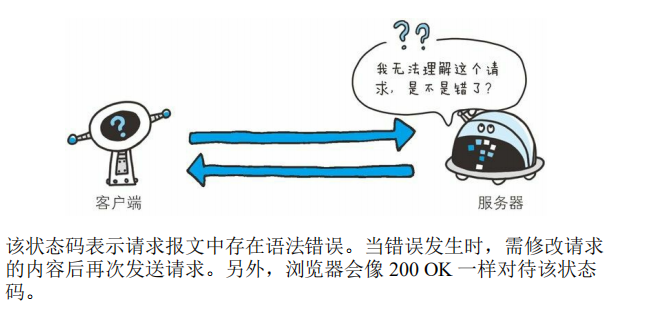 ? ?
我无法理解这个请
求，是不是错了？
?
客户端
服务器
该状态码表示请求报文中存在语法错误。当错误发生时，需修改请求
的内容后再次发送请求。另外，浏览器会像 200 OK 一样对待该状态
码。